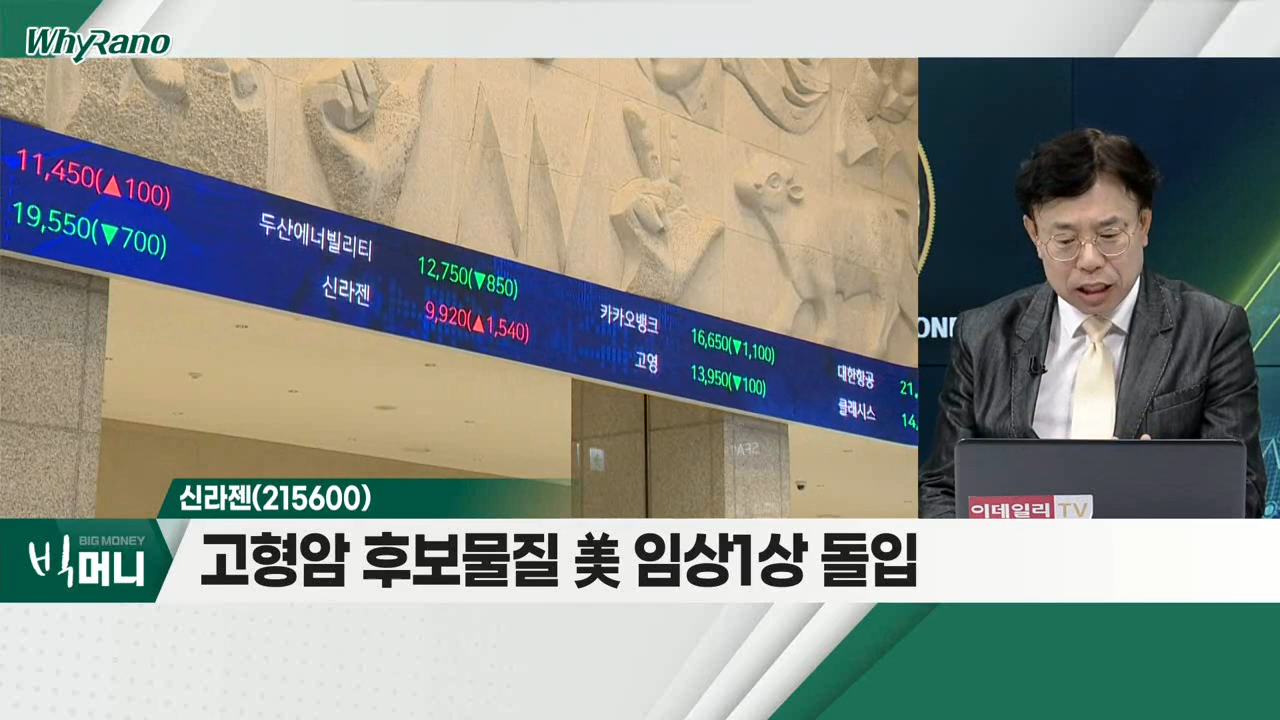 WhyRano
11,450(▲100)
19,550(▼700)
두산에너빌리티
12,750(▼850)
신라젠
9,920(▲1,540)
카카오뱅크
16,650(▼1,100)
고영
13,950(▼100)
대한항공
21,
클래시스
14,
이데일리 TV
신라젠(215600)
빅머니
BIG MONEY
고형암 후보물질 美 임상1상 돌입